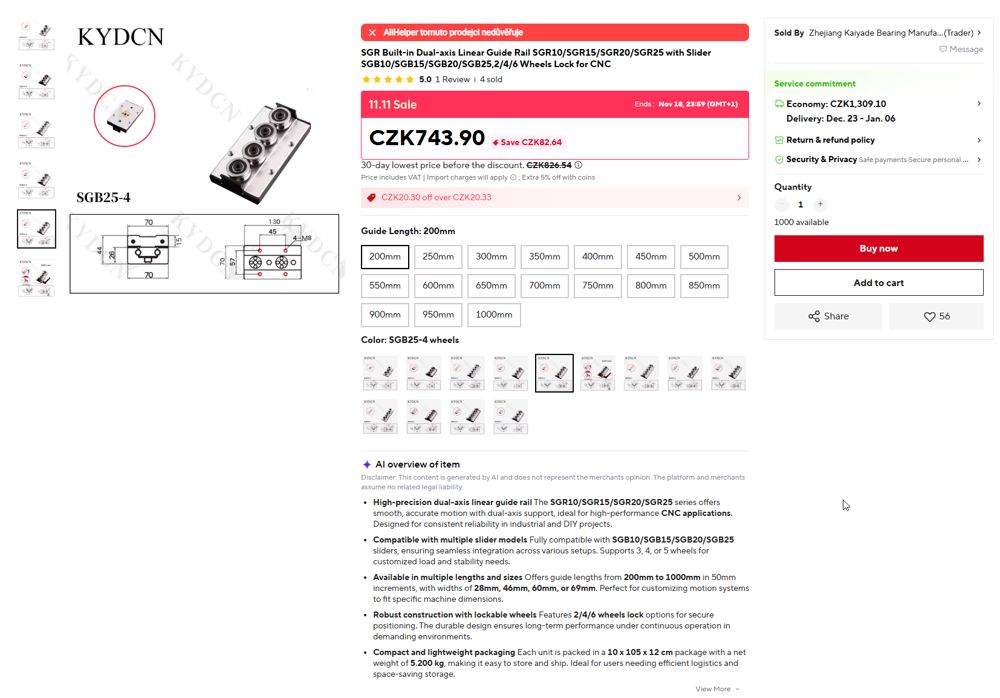 KYDCN
SGB25-4
70
44
26
15
70
130
45
4-M8
70
57
AliHelper tomuto prodejci nedůvěřuje
SGR Built-in Dual-axis Linear Guide Rail SGR10/SGR15/SGR20/SGR25 with Slider
SGB10/SGB15/SGB20/SGB25,2/4/6 Wheels Lock for CNC
5.0 1 Review | 4 sold
11.11 Sale
Ends: Nov 18, 23:59 (GMT+1)
CZK743.90
Save CZK82.64
30-day lowest price before the discount. CZK826.54
Price includes VAT | Import charges will apply ; Extra 5% off with coins
CZK20.30 off over CZK20.33
Guide Length: 200mm
200mm 250mm 300mm 350mm 400mm 450mm 500mm
550mm 600mm 650mm 700mm 750mm 800mm 850mm
900mm 950mm 1000mm
Color: SGB25-4 wheels
AI overview of item
Disclaimer: This content is generated by AI and does not represent the merchants opinion. The platform and merchants
assume no related legal liability.
• High-precision dual-axis linear guide rail The SGR10/SGR15/SGR20/SGR25 series offers
smooth, accurate motion with dual-axis support, ideal for high-performance CNC applications.
Designed for consistent reliability in industrial and DIY projects.
• Compatible with multiple slider models Fully compatible with SGB10/SGB15/SGB20/SGB25
sliders, ensuring seamless integration across various setups. Supports 3, 4, or 5 wheels for
customized load and stability needs.
• Available in multiple lengths and sizes Offers guide lengths from 200mm to 1000mm in 50mm
increments, with widths of 28mm, 46mm, 60mm, or 69mm. Perfect for customizing motion systems
to fit specific machine dimensions.
• Robust construction with lockable wheels Features 2/4/6 wheels lock options for secure
positioning. The durable design ensures long-term performance under continuous operation in
demanding environments.
• Compact and lightweight packaging Each unit is packed in a 10 x 105 x 12 cm package with a net
weight of 5.200 kg, making it easy to store and ship. Ideal for users needing efficient logistics and
space-saving storage.
View More
Sold By Zhejiang Kaiyade Bearing Manufa...(Trader)
Message
Service commitment
Economy: CZK1,309.10
Delivery: Dec. 23 - Jan. 06
Return & refund policy
Security & Privacy Safe payments·Secure personal ...
Quantity
- 1 +
1000 available
Buy now
Add to cart
Share
56